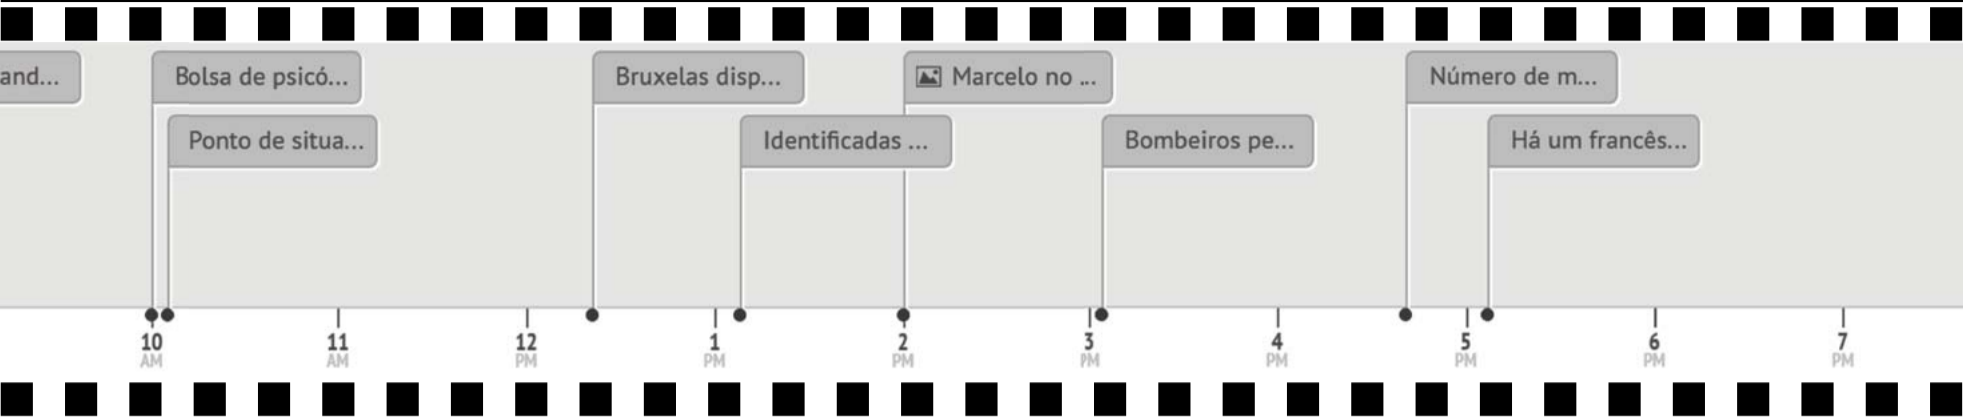 and...
Bolsa de psicó...
Bruxelas disp...
Marcelo no ...
Número de m...
Ponto de situa...
Identificadas ...
Bombeiros pe...
Há um francês...
10 11 12 1 2 3 4 5 6 7
AM AM PM PM PM PM PM PM PM PM